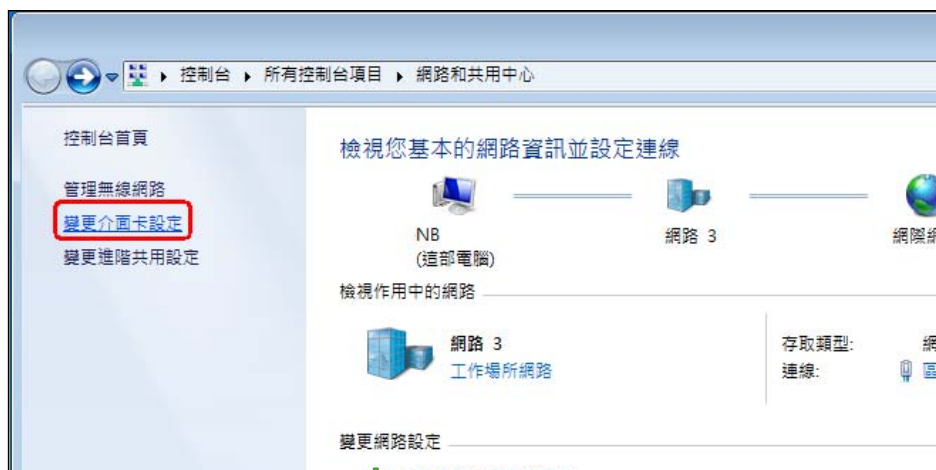 控制台 ▸ 所有控制台項目 ▸ 網路和共用中心
控制台首頁
管理無線網路
變更介面卡設定
變更進階共用設定
檢視您基本的網路資訊並設定連線
NB
(這部電腦)
網路 3
網際
檢視作用中的網路
網路 3
工作場所網路
存取類型:
網
連線:
區
變更網路設定